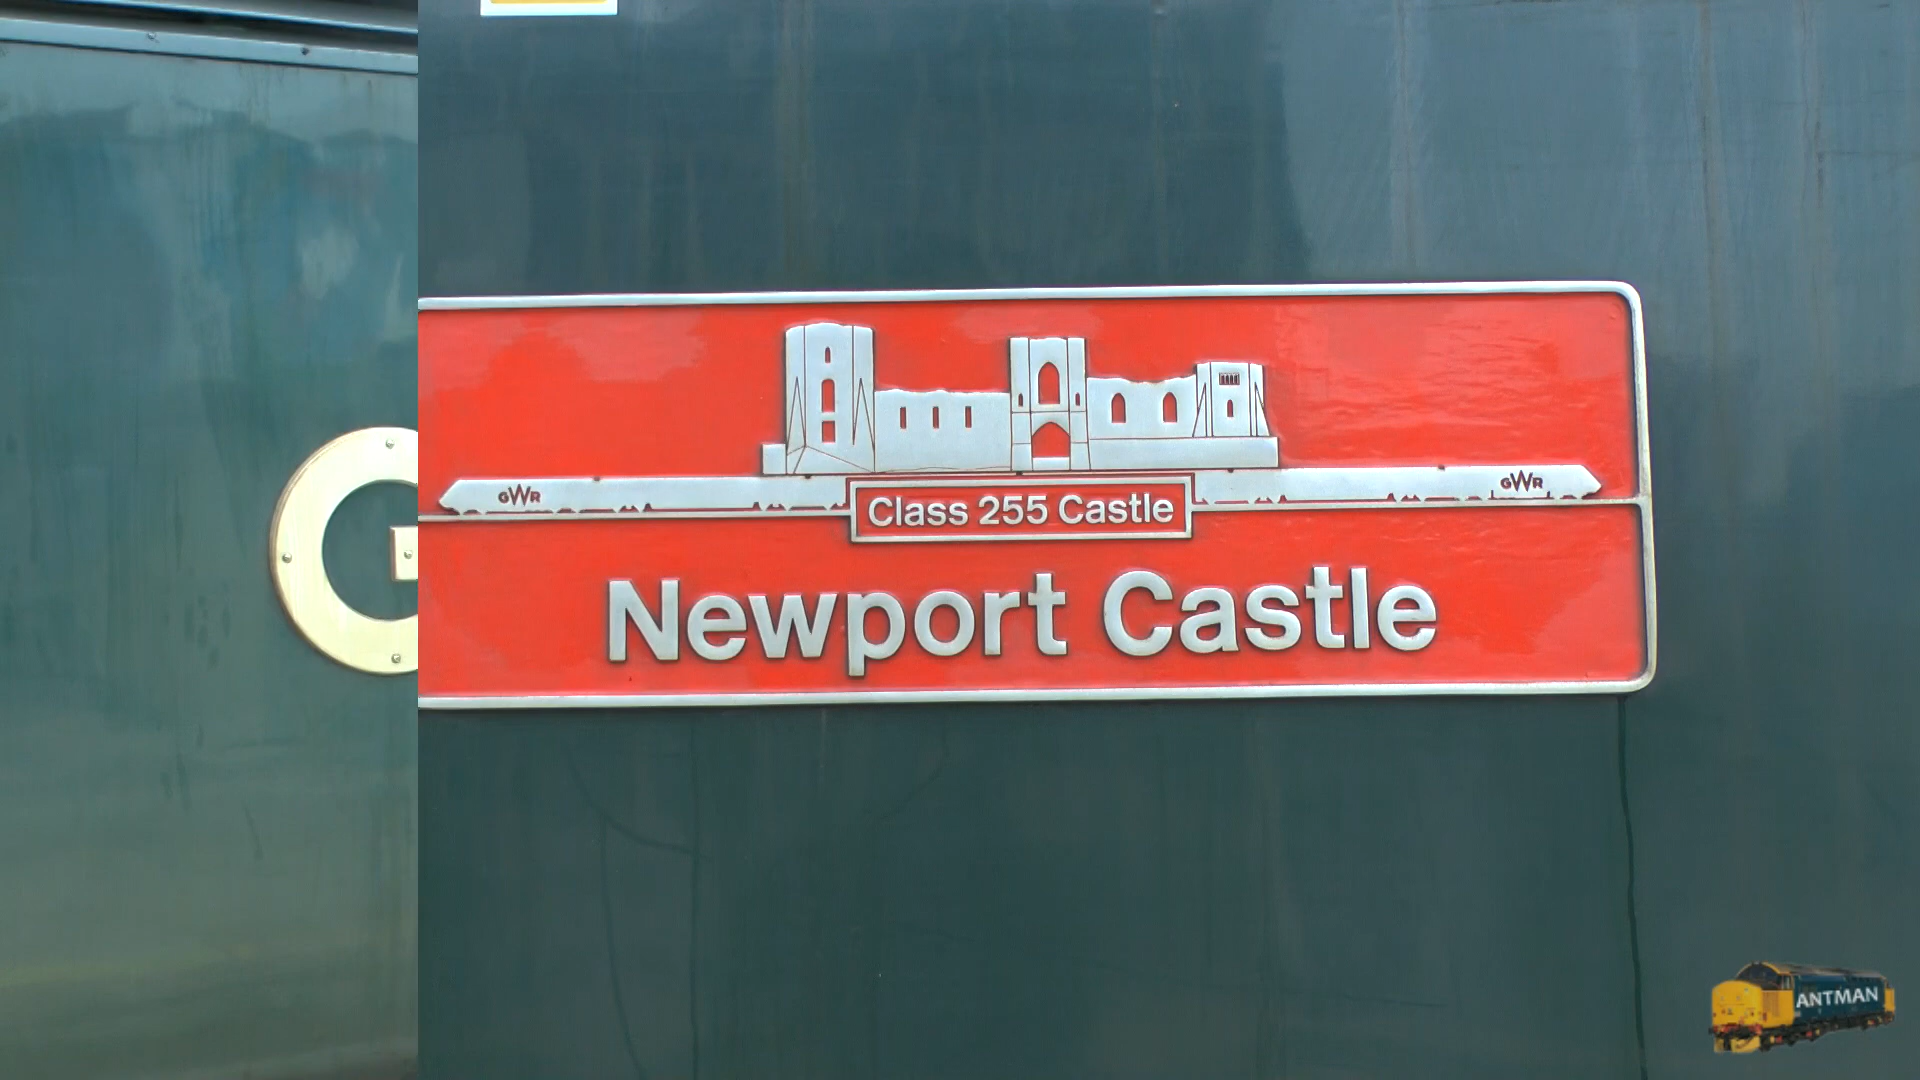 G
GWR
GWR
Class 255 Castle
Newport Castle
ANTMAN